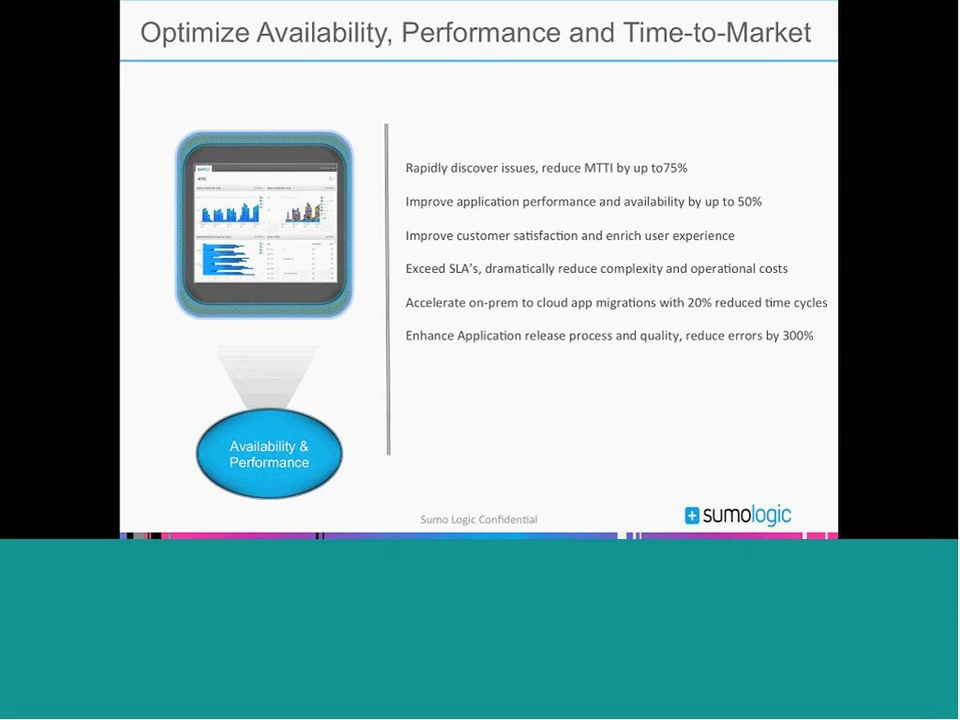 Optimize Availability, Performance and Time-to-Market
Rapidly discover issues, reduce MTTI by up to75%
Improve application performance and availability by up to 50%
Improve customer satisfaction and enrich user experience
Exceed SLA's, dramatically reduce complexity and operational costs
Accelerate on-prem to cloud app migrations with 20% reduced time cycles
Enhance Application release process and quality, reduce errors by 300%
Availability &
Performance
Sumo Logic Confidential
sumologic